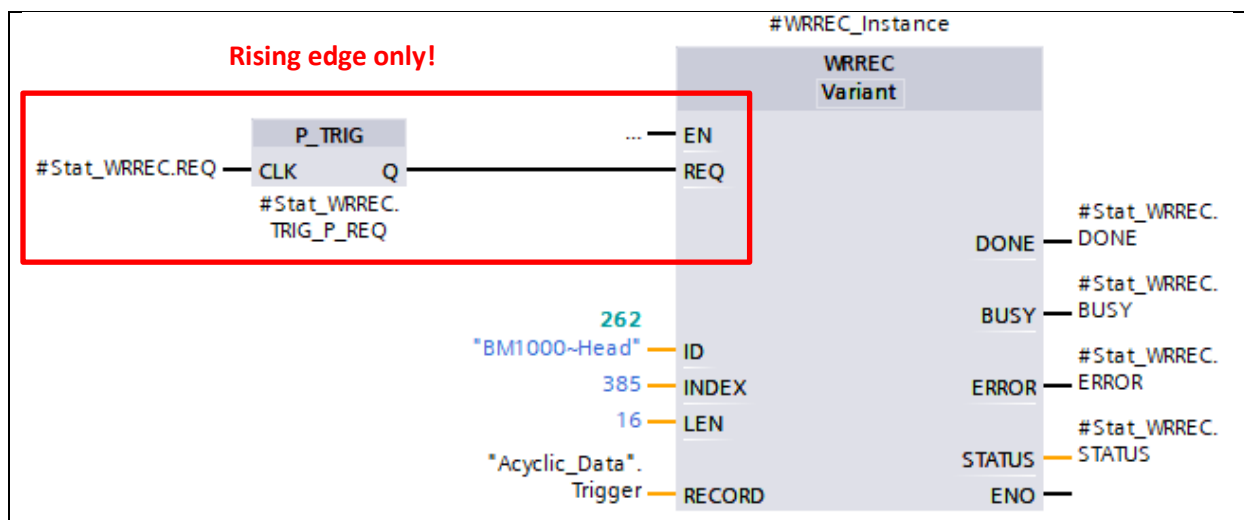 #WRREC_Instance
Rising edge only!
WRREC
Variant
P_TRIG
... EN
#Stat_WRREC.REQ CLK Q REQ
#Stat_WRREC.
TRIG_P_REQ
#Stat_WRREC.
DONE DONE
#Stat_WRREC.
BUSY BUSY
262
"BM1000~Head" ID
#Stat_WRREC.
ERROR ERROR
385 INDEX
16 LEN
#Stat_WRREC.
STATUS STATUS
"Acyclic_Data".
Trigger RECORD ENO